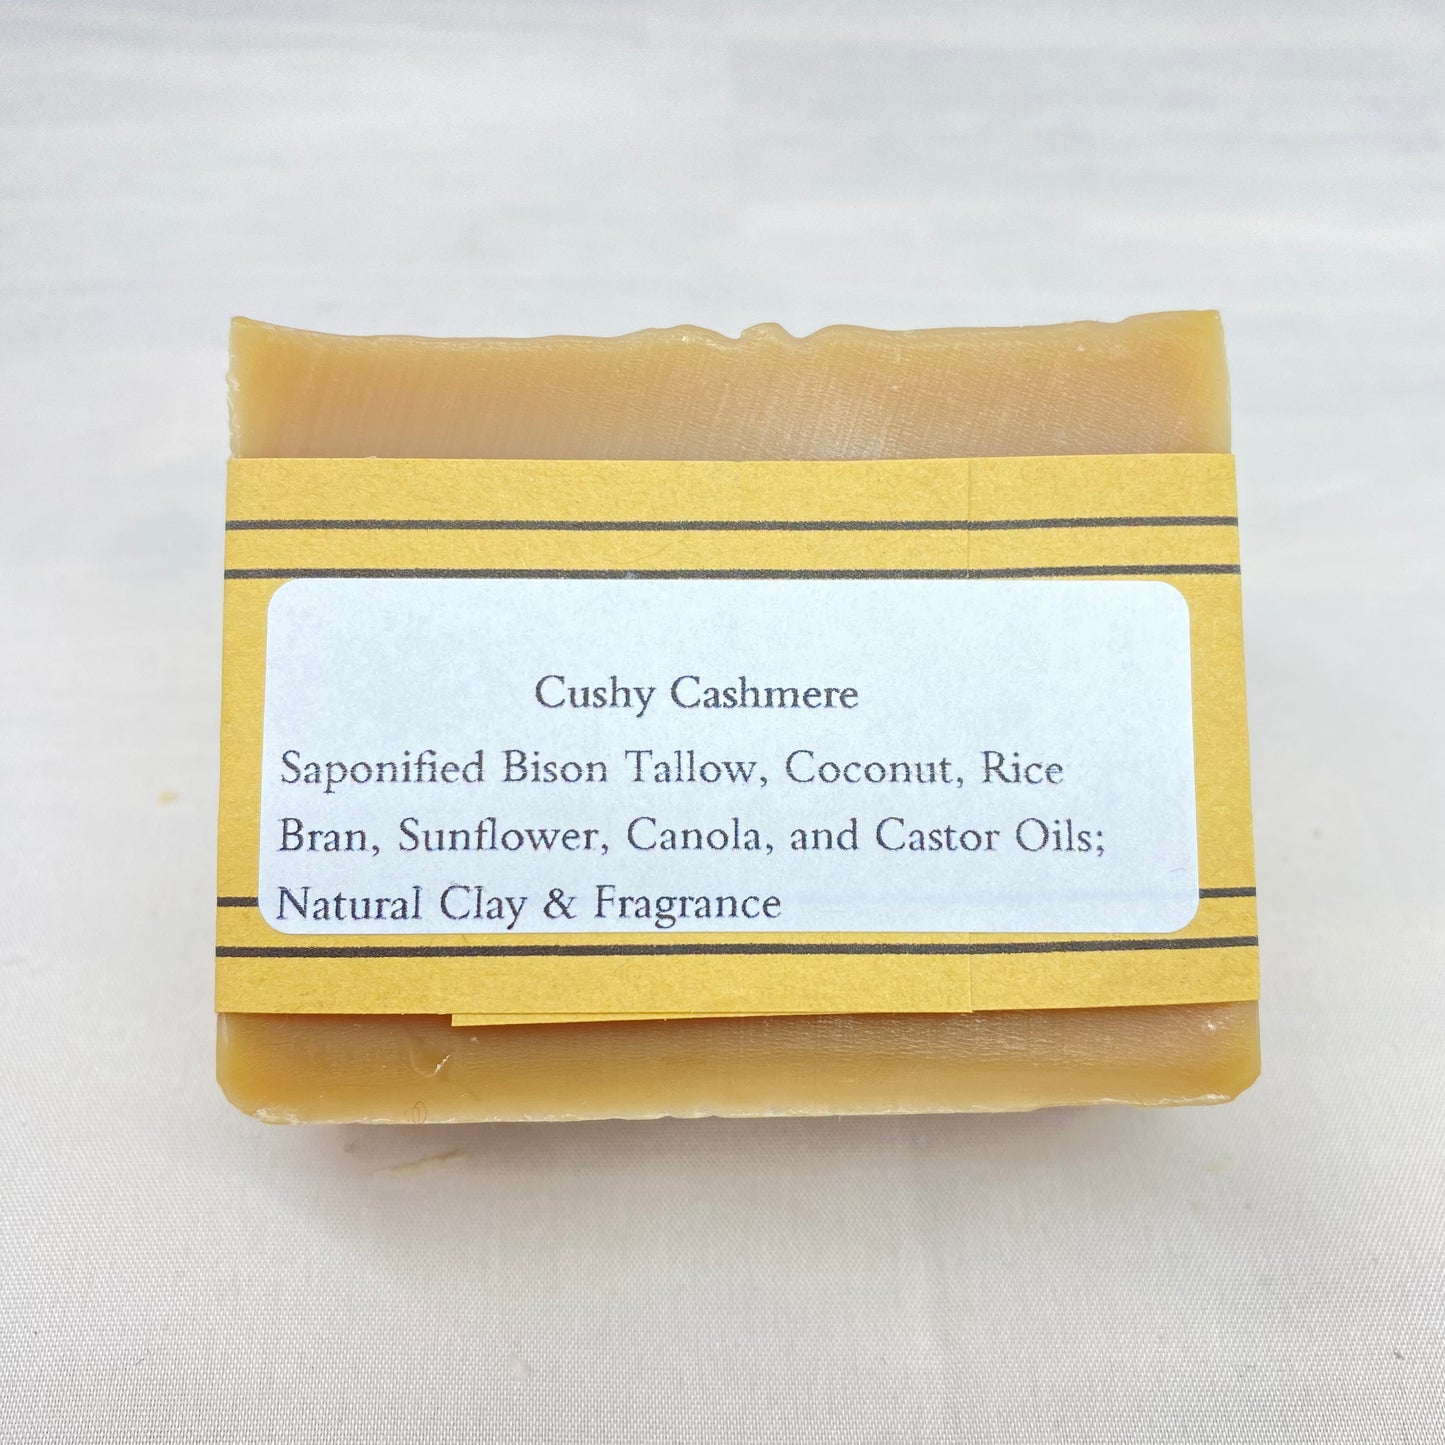 Cushy Cashmere
Saponified Bison Tallow, Coconut, Rice
Bran, Sunflower, Canola, and Castor Oils;
Natural Clay & Fragrance